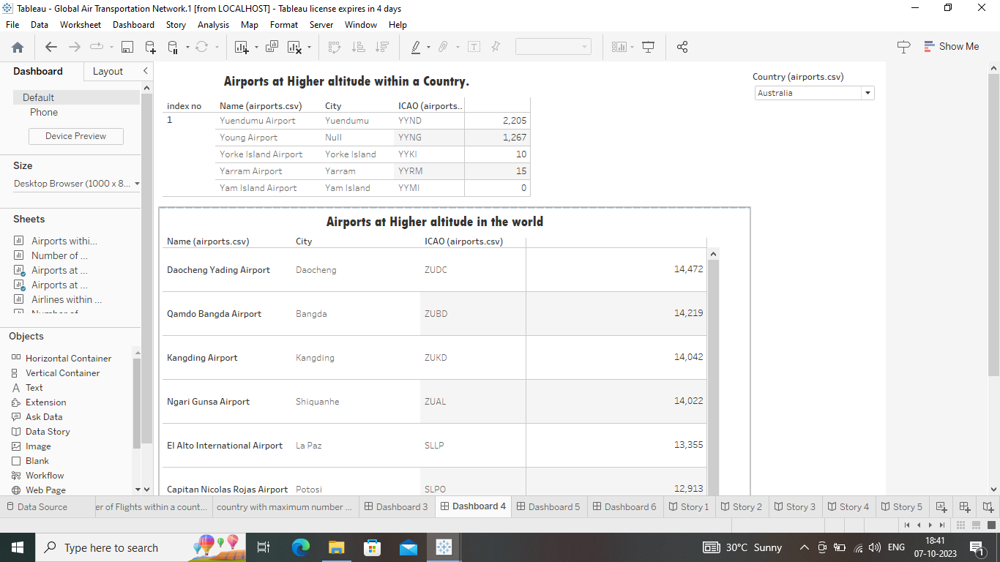 Tableau - Global Air Transportation Network.1 [from LOCALHOST] - Tableau license expires in 4 days
File Data Worksheet Dashboard Story Analysis Map Format Server Window Help
Show Me
Dashboard Layout
Default
Phone
Device Preview
Size
Desktop Browser (1000 x 8...
Sheets
Airports withi...
Number of ...
Airports at ...
Airports at ...
Airlines within ...
Number of
Objects
Horizontal Container
Vertical Container
Text
Extension
Ask Data
Data Story
Image
Blank
Workflow
Web Page
Airports at Higher altitude within a Country.
index no Name (airports.csv) City ICAO (airports..
1 Yuendumu Airport Yuendumu YYND 2,205
Young Airport Null YYNG 1,267
Yorke Island Airport Yorke Island YYKI 10
Yarram Airport Yarram YYRM 15
Yam Island Airport Yam Island YYMI 0
Country (airports.csv)
Australia
Airports at Higher altitude in the world
Name (airports.csv) City ICAO (airports.csv)
Daocheng Yading Airport Daocheng ZUDC 14,472
Qamdo Bangda Airport Bangda ZUBD 14,219
Kangding Airport Kangding ZUKD 14,042
Ngari Gunsa Airport Shiquanhe ZUAL 14,022
El Alto International Airport La Paz SLLP 13,355
Capitan Nicolas Rojas Airport Potosi SLPO 12,913
Data Source er of Flights within a count... country with maximum number ... Dashboard 3 Dashboard 4 Dashboard 5 Dashboard 6 Story 1 Story 2 Story 3 Story 4 Story 5
Type here to search
30°C Sunny
ENG
18:41
07-10-2023
1